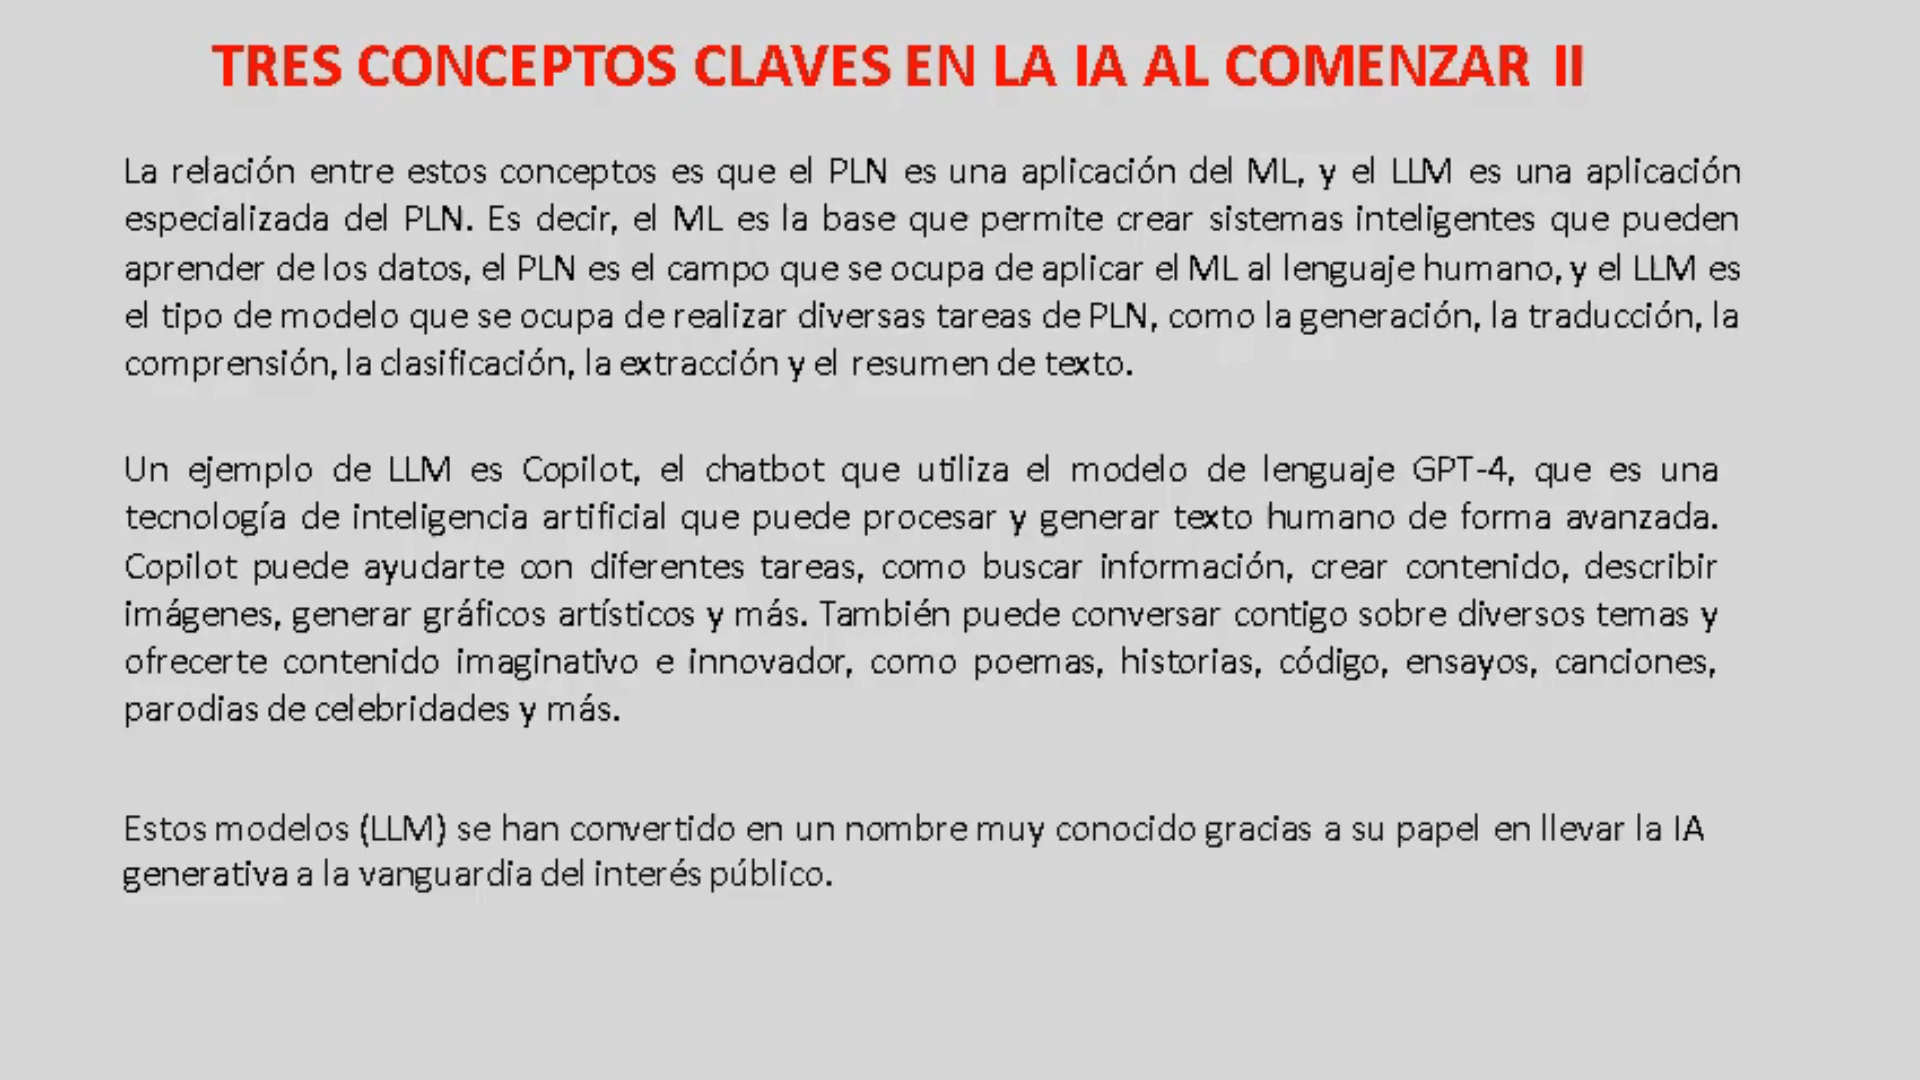 TRES CONCEPTOS CLAVES EN LA IA AL COMENZAR II
La relación entre estos conceptos es que el PLN es una aplicación del ML, y el LLM es una aplicación
especializada del PLN. Es decir, el ML es la base que permite crear sistemas inteligentes que pueden
aprender de los datos, el PLN es el campo que se ocupa de aplicar el ML al lenguaje humano, y el LLM es
el tipo de modelo que se ocupa de realizar diversas tareas de PLN, como la generación, la traducción, la
comprensión, la clasificación, la extracción y el resumen de texto.
Un ejemplo de LLM es Copilot, el chatbot que utiliza el modelo de lenguaje GPT-4, que es una
tecnología de inteligencia artificial que puede procesar y generar texto humano de forma avanzada.
Copilot puede ayudarte con diferentes tareas, como buscar información, crear contenido, describir
imágenes, generar gráficos artísticos y más. También puede conversar contigo sobre diversos temas y
ofrecerte contenido imaginativo e innovador, como poemas, historias, código, ensayos, canciones,
parodias de celebridades y más.
Estos modelos (LLM) se han convertido en un nombre muy conocido gracias a su papel en llevar la IA
generativa a la vanguardia del interés público.